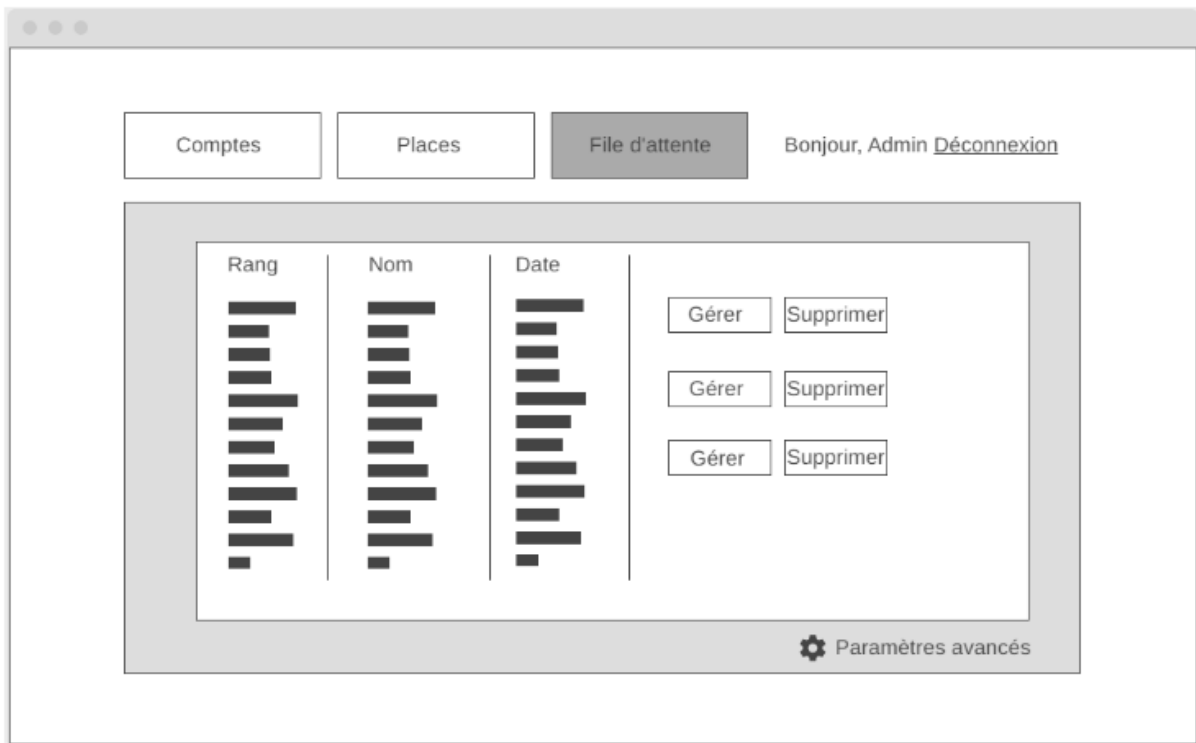 Comptes
Places
File d'attente
Bonjour, Admin Déconnexion
Rang
Nom
Date
Gérer
Supprimer
Gérer
Supprimer
Gérer
Supprimer
Paramètres avancés